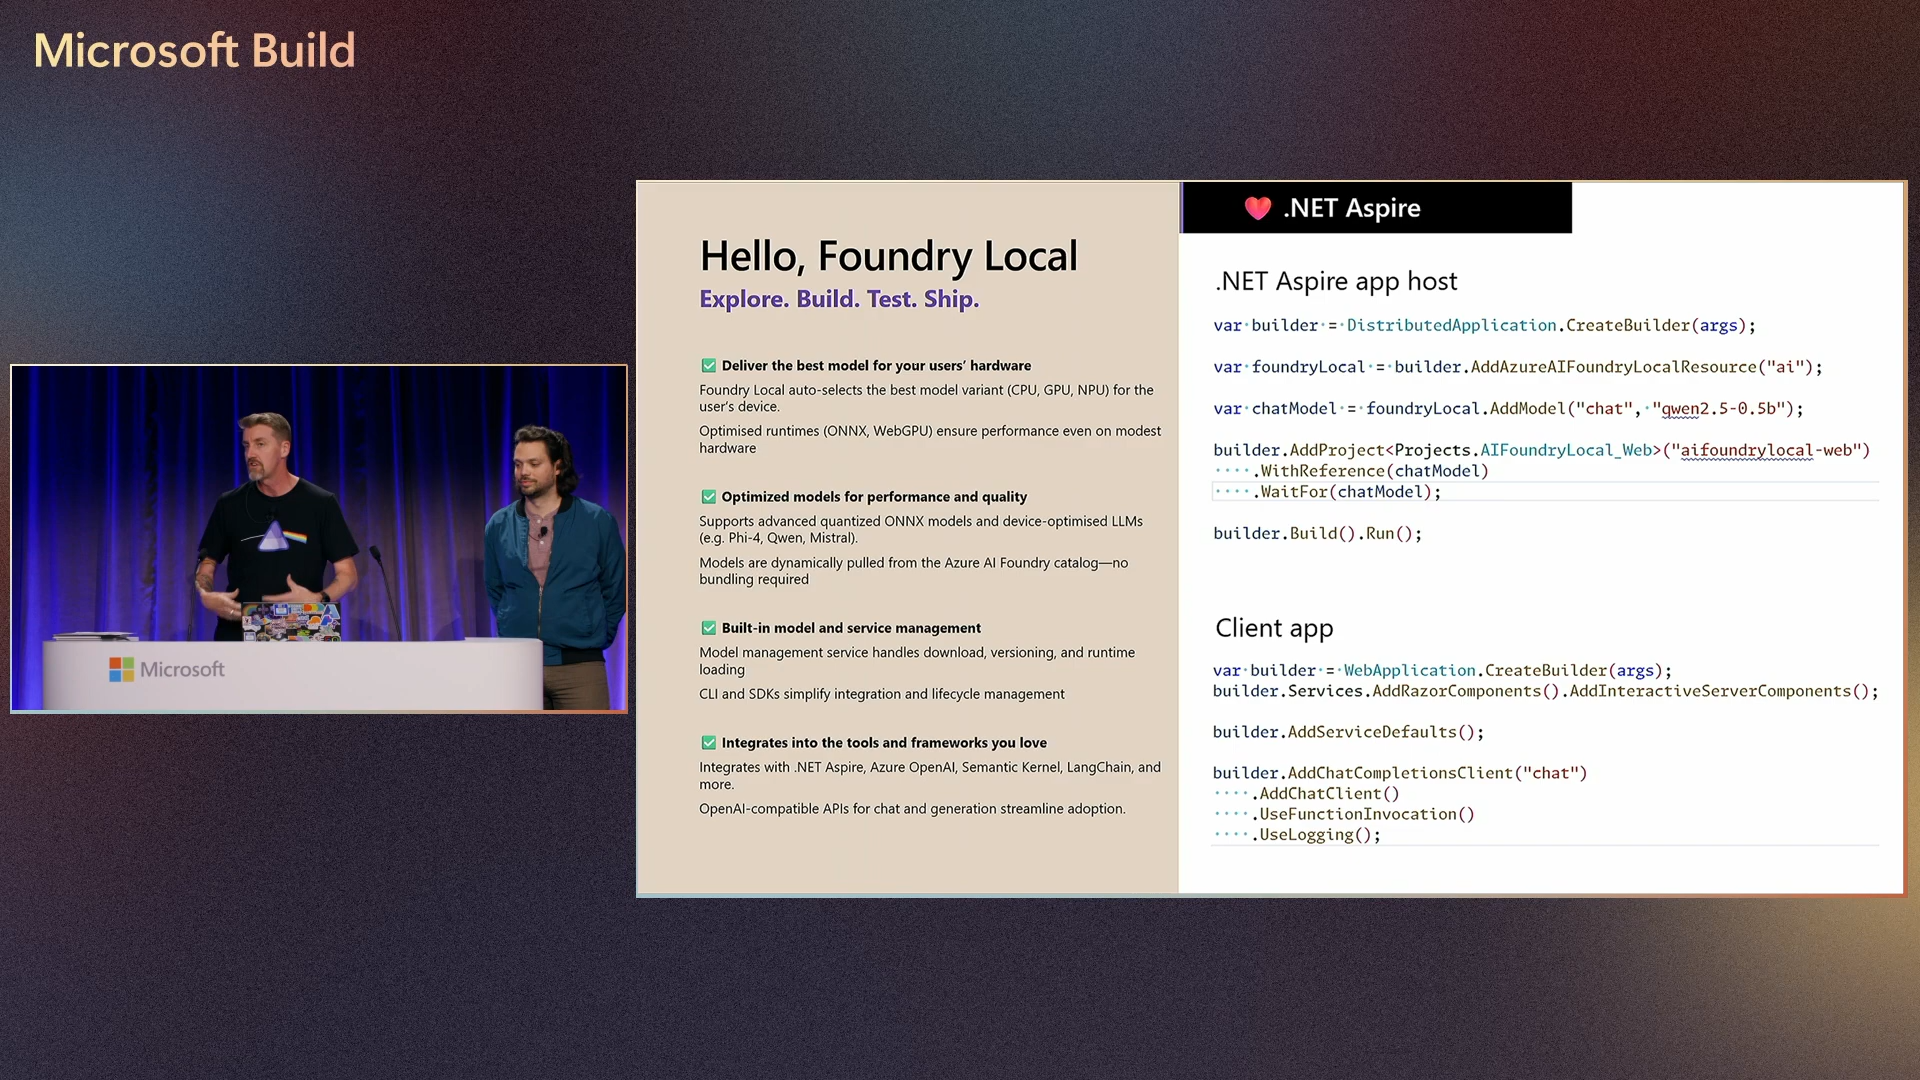 Microsoft Build
Microsoft
Hello, Foundry Local
Explore. Build. Test. Ship.
✅ Deliver the best model for your users’ hardware
Foundry Local auto-selects the best model variant (CPU, GPU, NPU) for the
user’s device.
Optimised runtimes (ONNX, WebGPU) ensure performance even on modest
hardware
✅ Optimized models for performance and quality
Supports advanced quantized ONNX models and device-optimised LLMs
(e.g. Phi-4, Qwen, Mistral).
Models are dynamically pulled from the Azure AI Foundry catalog—no
bundling required
✅ Built-in model and service management
Model management service handles download, versioning, and runtime
loading
CLI and SDKs simplify integration and lifecycle management
✅ Integrates into the tools and frameworks you love
Integrates with .NET Aspire, Azure OpenAI, Semantic Kernel, LangChain, and
more.
OpenAI-compatible APIs for chat and generation streamline adoption.
❤️ .NET Aspire
.NET Aspire app host
var builder = DistributedApplication.CreateBuilder(args);
var foundryLocal = builder.AddAzureAIFoundryLocalResource("ai");
var chatModel = foundryLocal.AddModel("chat", "qwen2.5-0.5b");
builder.AddProject<Projects.AIFoundryLocal_Web>("aifoundrylocal-web")
    .WithReference(chatModel)
    .WaitFor(chatModel);
builder.Build().Run();
Client app
var builder = WebApplication.CreateBuilder(args);
builder.Services.AddRazorComponents().AddInteractiveServerComponents();
builder.AddServiceDefaults();
builder.AddChatCompletionsClient("chat")
    .AddChatClient()
    .UseFunctionInvocation()
    .UseLogging();